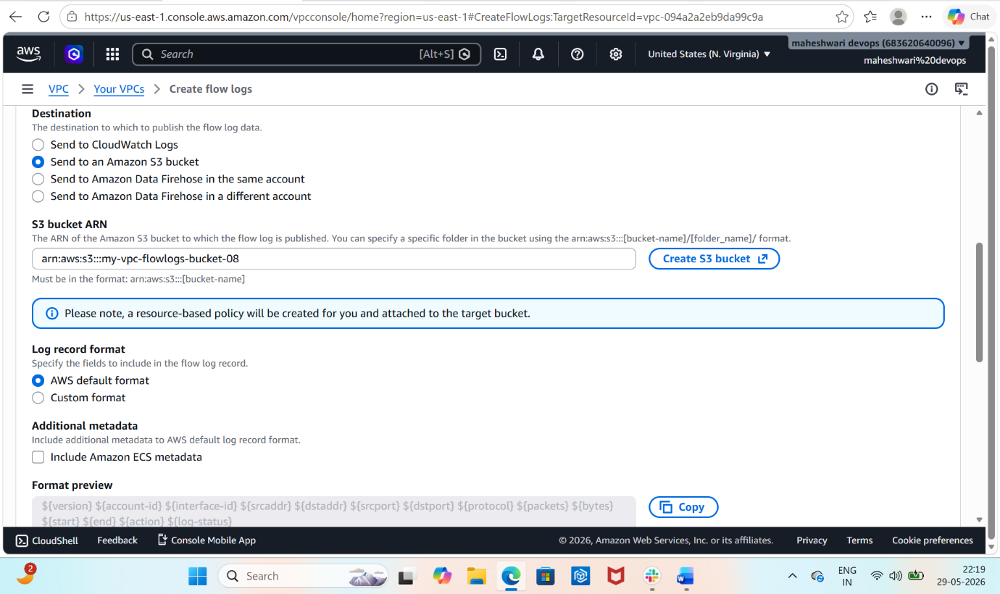 https://us-east-1.console.aws.amazon.com/vpcconsole/home?region=us-east-1#CreateFlowLogs:TargetResourceId=vpc-094a2a2eb9da99c9a
Chat
aws
Search [Alt+S]
United States (N. Virginia)
maheshwari devops (683620640096)
maheshwari%20devops
VPC
Your VPCs
Create flow logs
Destination
The destination to which to publish the flow log data.
Send to CloudWatch Logs
Send to an Amazon S3 bucket
Send to Amazon Data Firehose in the same account
Send to Amazon Data Firehose in a different account
S3 bucket ARN
The ARN of the Amazon S3 bucket to which the flow log is published. You can specify a specific folder in the bucket using the arn:aws:s3:::[bucket-name]/[folder_name]/ format.
arn:aws:s3:::my-vpc-flowlogs-bucket-08
Create S3 bucket
Must be in the format: arn:aws:s3:::[bucket-name]
Please note, a resource-based policy will be created for you and attached to the target bucket.
Log record format
Specify the fields to include in the flow log record.
AWS default format
Custom format
Additional metadata
Include additional metadata to AWS default log record format.
Include Amazon ECS metadata
Format preview
${version} ${account-id} ${interface-id} ${srcaddr} ${dstaddr} ${srcport} ${dstport} ${protocol} ${packets} ${bytes}
${start} ${end} ${action} ${log-status}
Copy
CloudShell
Feedback
Console Mobile App
© 2026, Amazon Web Services, Inc. or its affiliates.
Privacy
Terms
Cookie preferences
2
Search
ENG
IN
22:19
29-05-2026